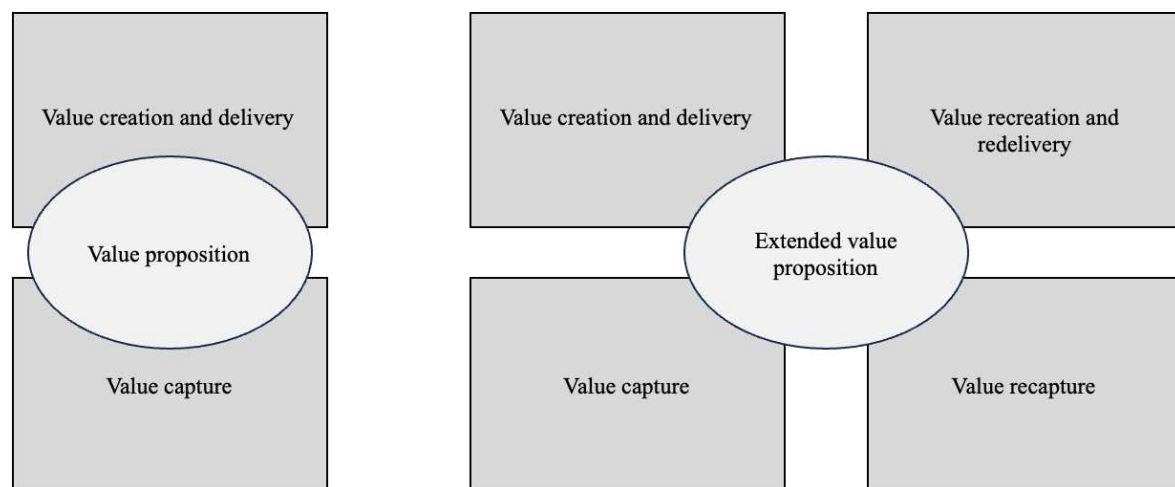 Value creation and delivery
Value proposition
Value capture
Value creation and delivery
Value recreation and
redelivery
Extended value
proposition
Value capture
Value recapture